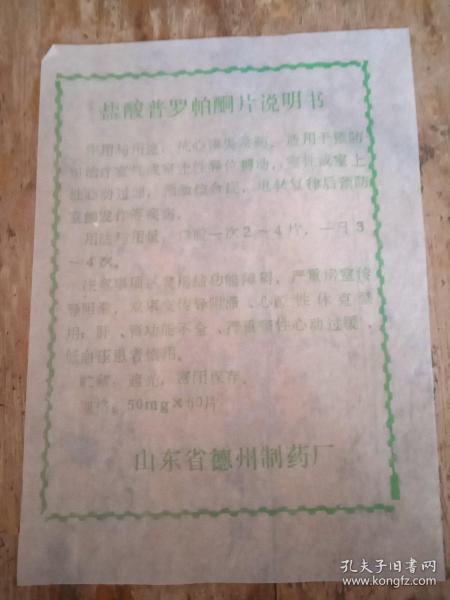 盐酸普罗帕酮片说明书
作用与用途：抗心律失常药。适用于预防
和治疗室性或室上性异位搏动，室性或室上
性心动过速，预激综合征，电转复律后预防
室颤发作等疾病。
用法与用量，口服一次2-4片，一日3
-4次。
注意事项：窦房结功能障碍，严重房室传
导阻滞，双束支传导阻滞，心源性休克禁
用；肝、肾功能不全，严重窦性心动过缓，
低血压患者慎用。
贮藏，遮光，密闭保存。
规格，50mg×60片
山东省德州制药厂
孔夫子旧书网
www.kongfz.com